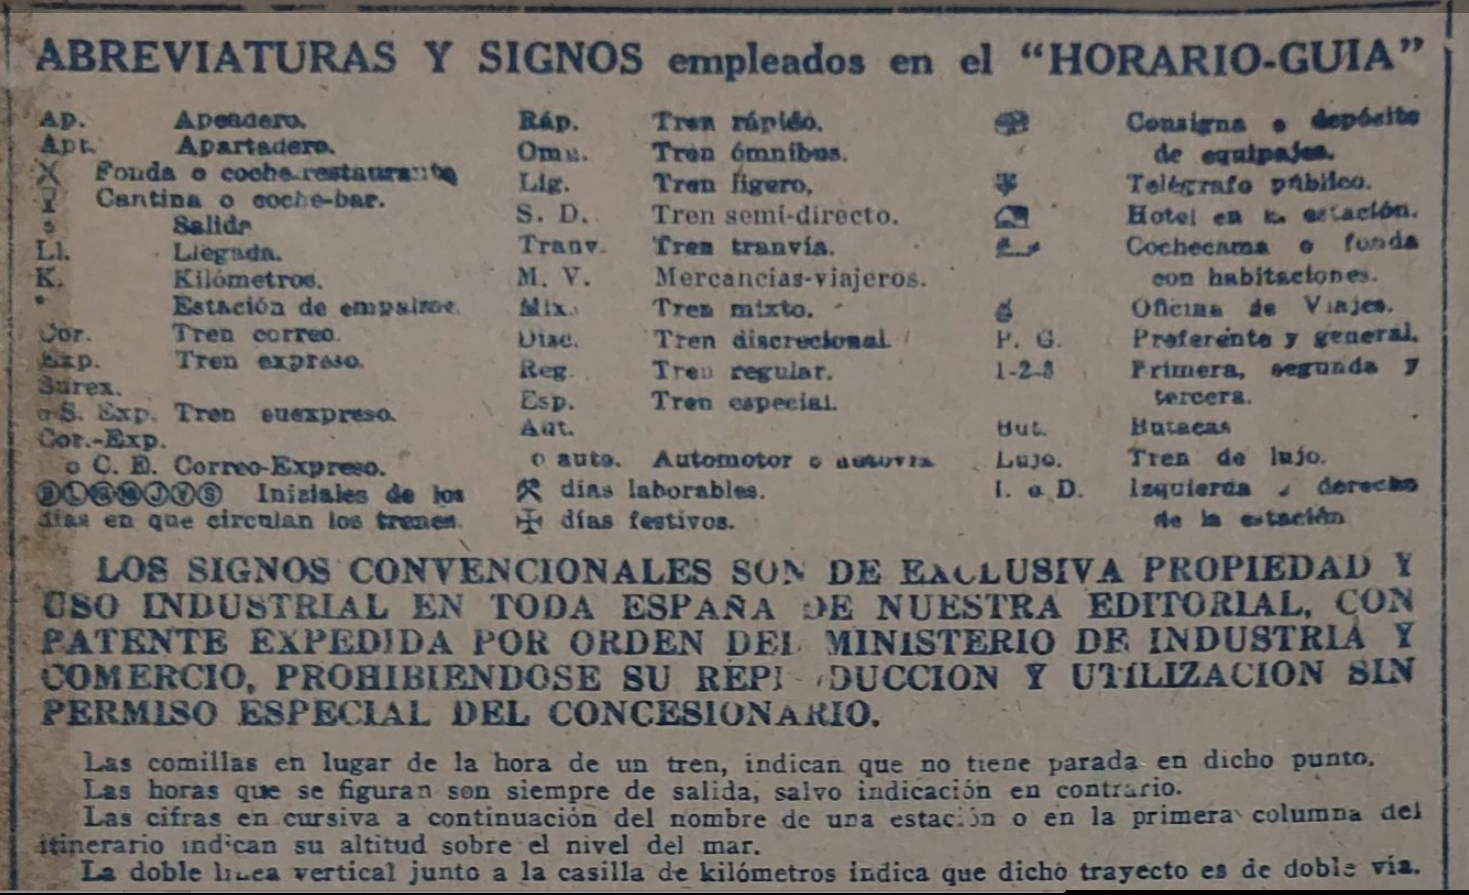 ABREVIATURAS Y SIGNOS empleados en el "HORARIO-GUIA"
Ap. Apeadero.
Apt. Apartadero.
Fonda o coche-restaurante
Cantina o coche-bar.
Salida
Ll. Llegada.
K. Kilómetros.
* Estación de empalme.
Cor. Tren correo.
Exp. Tren expreso.
Surex.
o S. Exp. Tren suexpreso.
Cor.-Exp.
o C. E. Correo-Expreso.
D L M M J V S Iniciales de los
días en que circulan los trenes.
Ráp. Tren rápido.
Omn. Tren ómnibus.
Lig. Tren ligero,
S. D. Tren semi-directo.
Tranv. Tren tranvía.
M. V. Mercancias-viajeros.
Mix. Tren mixto.
Disc. Tren discrecional.
Reg. Tren regular.
Esp. Tren especial.
Aut.
o auto. Automotor o autovía
días laborables.
días festivos.
Consigna o depósito
de equipajes.
Telégrafo público.
Hotel en la estación.
Cochecama o fonda
con habitaciones.
Oficina de Viajes.
P. G. Preferente y general.
1-2-3 Primera, segunda y
tercera.
But. Butacas
Lujo. Tren de lujo.
I. o D. Izquierda o derecha
de la estación
LOS SIGNOS CONVENCIONALES SON DE EXCLUSIVA PROPIEDAD Y
USO INDUSTRIAL EN TODA ESPAÑA DE NUESTRA EDITORIAL, CON
PATENTE EXPEDIDA POR ORDEN DEL MINISTERIO DE INDUSTRIA Y
COMERCIO, PROHIBIENDOSE SU REPRODUCCION Y UTILIZACION SIN
PERMISO ESPECIAL DEL CONCESIONARIO.
Las comillas en lugar de la hora de un tren, indican que no tiene parada en dicho punto.
Las horas que se figuran son siempre de salida, salvo indicación en contrario.
Las cifras en cursiva a continuación del nombre de una estación o en la primera columna del
itinerario indican su altitud sobre el nivel del mar.
La doble línea vertical junto a la casilla de kilómetros indica que dicho trayecto es de doble vía.